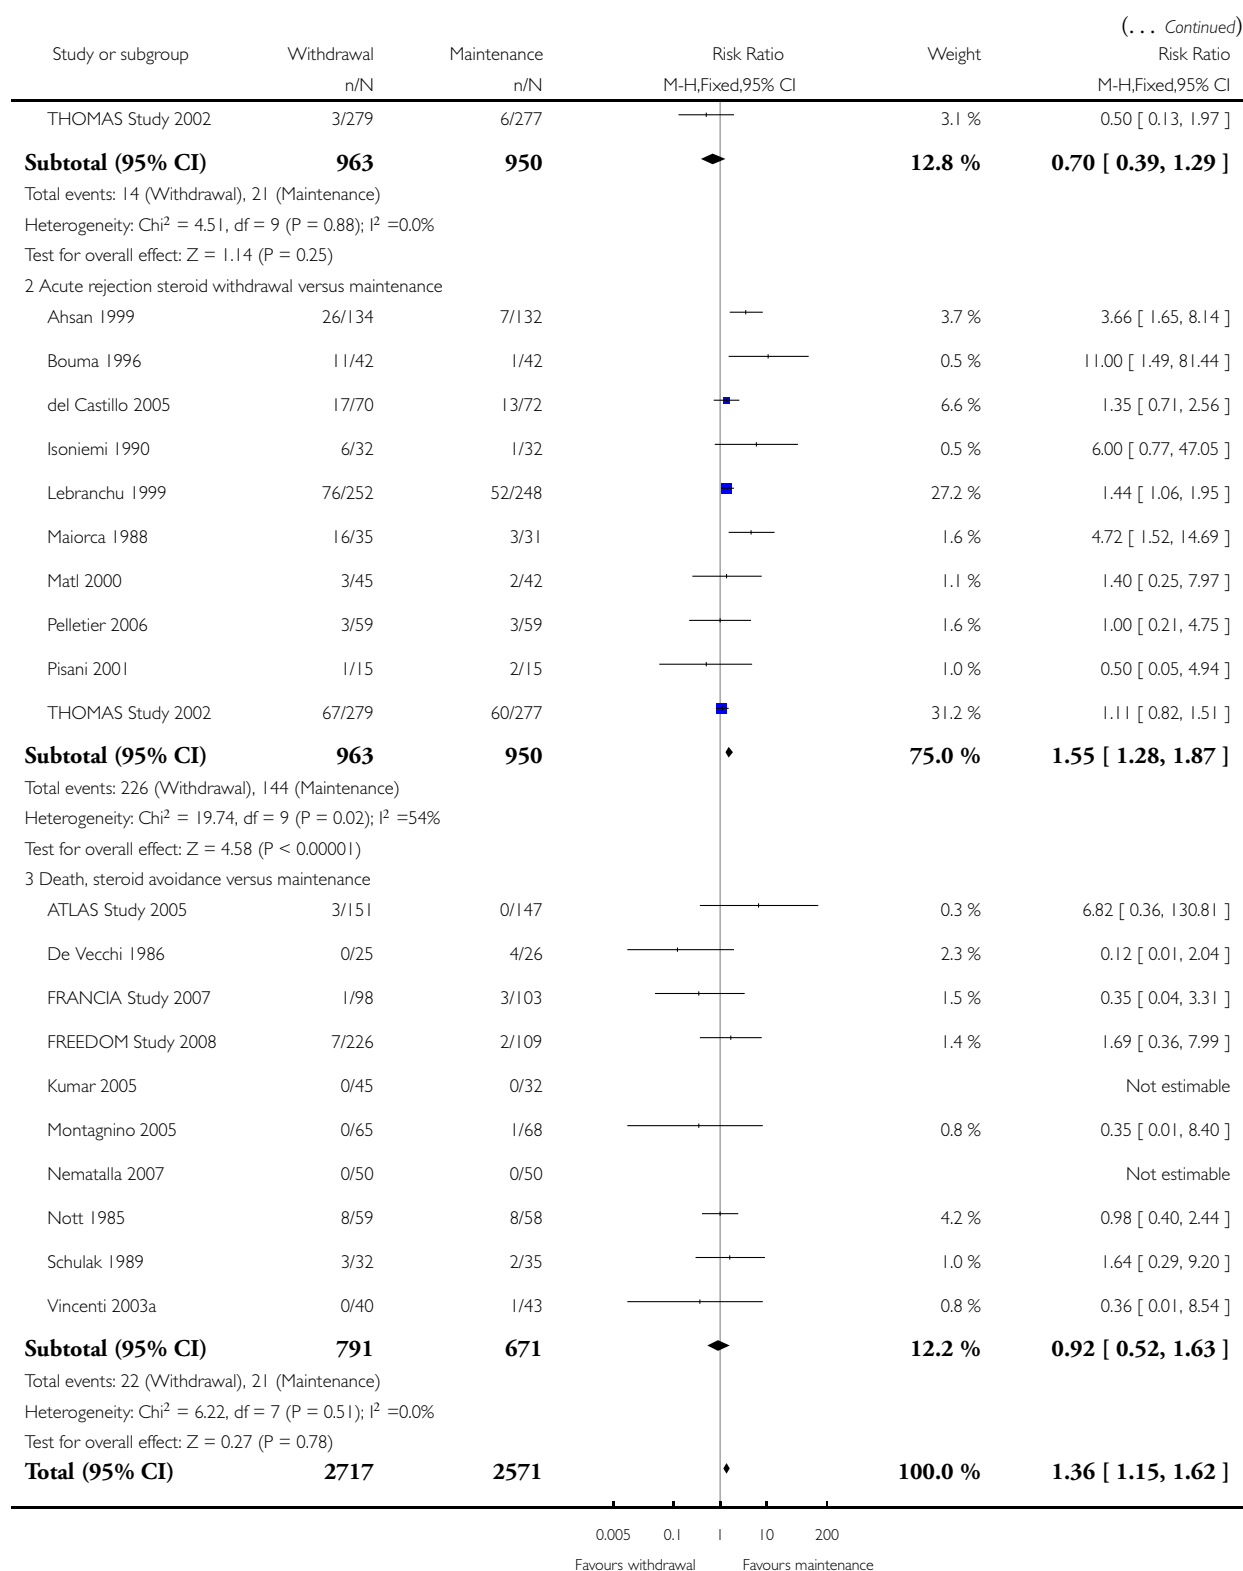 (... Continued)
Study or subgroup Withdrawal Maintenance Risk Ratio Weight Risk Ratio
n/N n/N M-H,Fixed,95% CI M-H,Fixed,95% CI
THOMAS Study 2002 3/279 6/277 3.1 % 0.50 [ 0.13, 1.97 ]
Subtotal (95% CI) 963 950 12.8 % 0.70 [ 0.39, 1.29 ]
Total events: 14 (Withdrawal), 21 (Maintenance)
Heterogeneity: Chi² = 4.51, df = 9 (P = 0.88); I² =0.0%
Test for overall effect: Z = 1.14 (P = 0.25)
2 Acute rejection steroid withdrawal versus maintenance
Ahsan 1999 26/134 7/132 3.7 % 3.66 [ 1.65, 8.14 ]
Bouma 1996 11/42 1/42 0.5 % 11.00 [ 1.49, 81.44 ]
del Castillo 2005 17/70 13/72 6.6 % 1.35 [ 0.71, 2.56 ]
Isoniemi 1990 6/32 1/32 0.5 % 6.00 [ 0.77, 47.05 ]
Lebranchu 1999 76/252 52/248 27.2 % 1.44 [ 1.06, 1.95 ]
Maiorca 1988 16/35 3/31 1.6 % 4.72 [ 1.52, 14.69 ]
Matl 2000 3/45 2/42 1.1 % 1.40 [ 0.25, 7.97 ]
Pelletier 2006 3/59 3/59 1.6 % 1.00 [ 0.21, 4.75 ]
Pisani 2001 1/15 2/15 1.0 % 0.50 [ 0.05, 4.94 ]
THOMAS Study 2002 67/279 60/277 31.2 % 1.11 [ 0.82, 1.51 ]
Subtotal (95% CI) 963 950 75.0 % 1.55 [ 1.28, 1.87 ]
Total events: 226 (Withdrawal), 144 (Maintenance)
Heterogeneity: Chi² = 19.74, df = 9 (P = 0.02); I² =54%
Test for overall effect: Z = 4.58 (P < 0.00001)
3 Death, steroid avoidance versus maintenance
ATLAS Study 2005 3/151 0/147 0.3 % 6.82 [ 0.36, 130.81 ]
De Vecchi 1986 0/25 4/26 2.3 % 0.12 [ 0.01, 2.04 ]
FRANCIA Study 2007 1/98 3/103 1.5 % 0.35 [ 0.04, 3.31 ]
FREEDOM Study 2008 7/226 2/109 1.4 % 1.69 [ 0.36, 7.99 ]
Kumar 2005 0/45 0/32 Not estimable
Montagnino 2005 0/65 1/68 0.8 % 0.35 [ 0.01, 8.40 ]
Nematalla 2007 0/50 0/50 Not estimable
Nott 1985 8/59 8/58 4.2 % 0.98 [ 0.40, 2.44 ]
Schulak 1989 3/32 2/35 1.0 % 1.64 [ 0.29, 9.20 ]
Vincenti 2003a 0/40 1/43 0.8 % 0.36 [ 0.01, 8.54 ]
Subtotal (95% CI) 791 671 12.2 % 0.92 [ 0.52, 1.63 ]
Total events: 22 (Withdrawal), 21 (Maintenance)
Heterogeneity: Chi² = 6.22, df = 7 (P = 0.51); I² =0.0%
Test for overall effect: Z = 0.27 (P = 0.78)
Total (95% CI) 2717 2571 100.0 % 1.36 [ 1.15, 1.62 ]
0.005 0.1 1 10 200
Favours withdrawal Favours maintenance